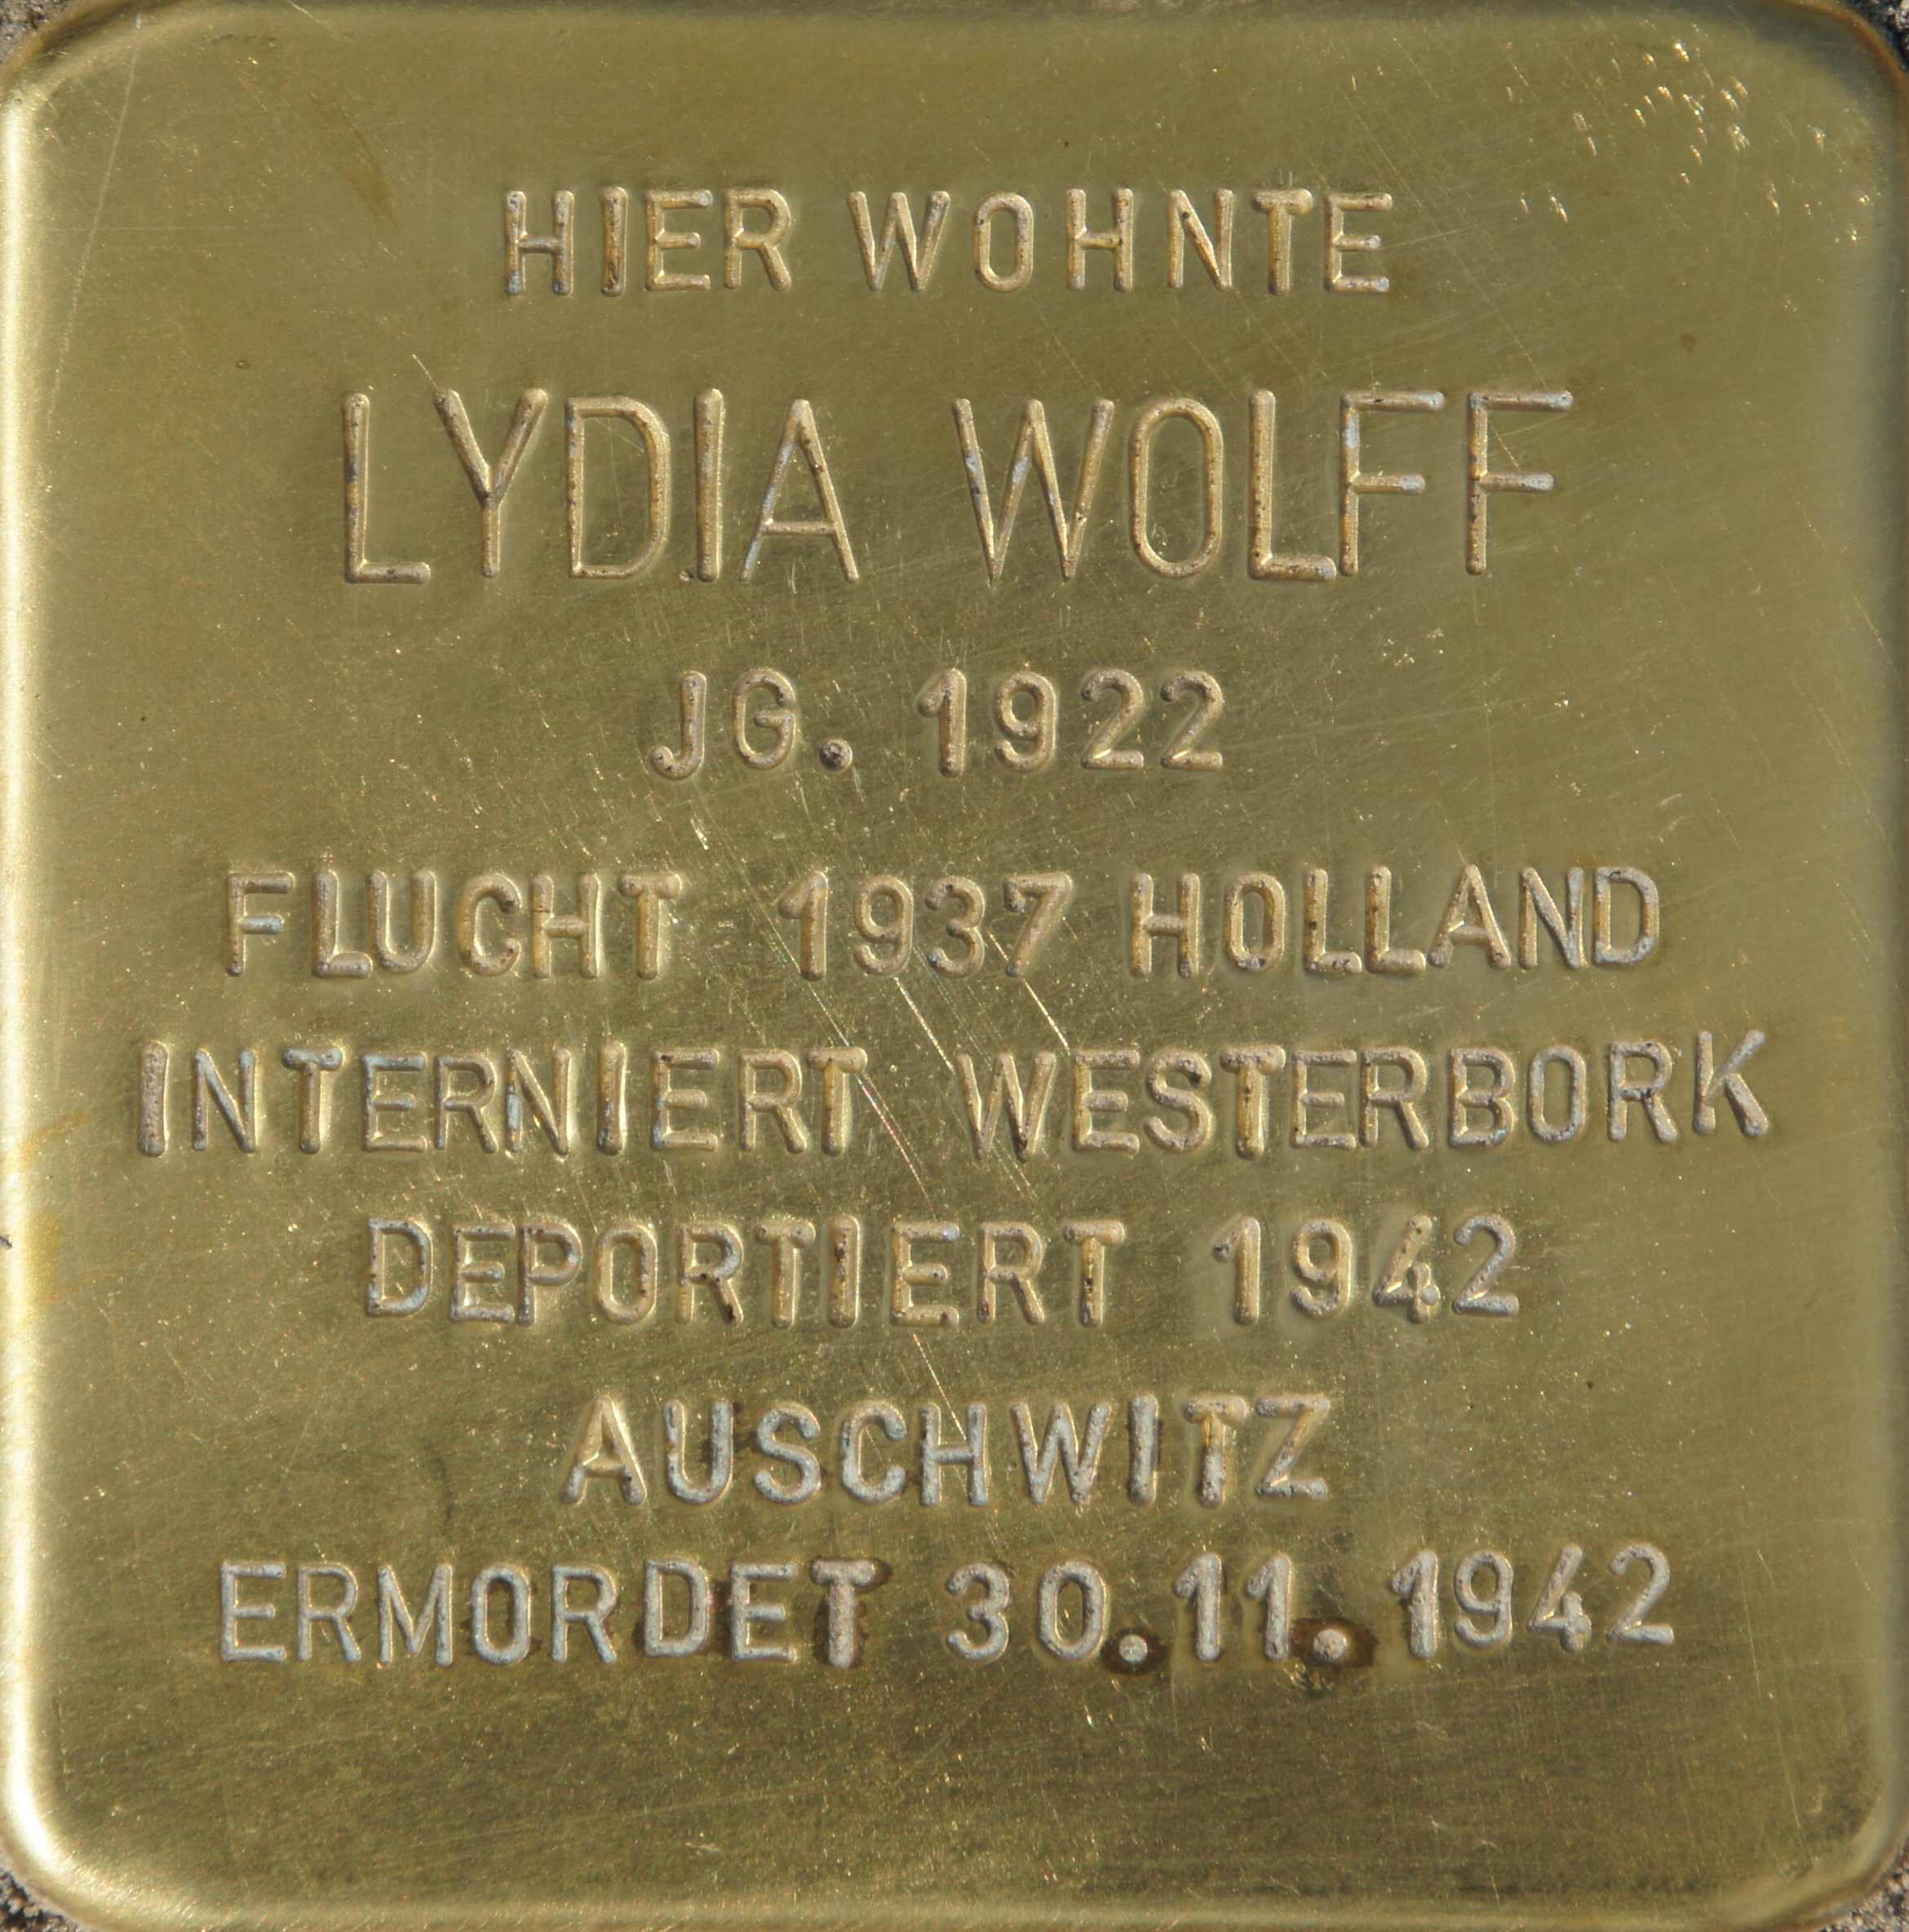 HIER WOHNTE
LYDIA WOLFF
JG. 1922
FLUCHT 1937 HOLLAND
INTERNIERT WESTERBORK
DEPORTIERT 1942
AUSCHWITZ
ERMORDET 30.11.1942